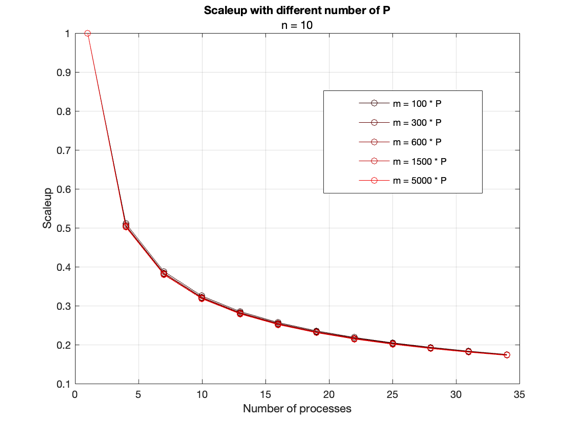 Scaleup with different number of P
n = 10
1
0.9
0.8
0.7
0.6
0.5
0.4
0.3
0.2
0.1
Scaleup
m = 100 * P
m = 300 * P
m = 600 * P
m = 1500 * P
m = 5000 * P
0 5 10 15 20 25 30 35
Number of processes